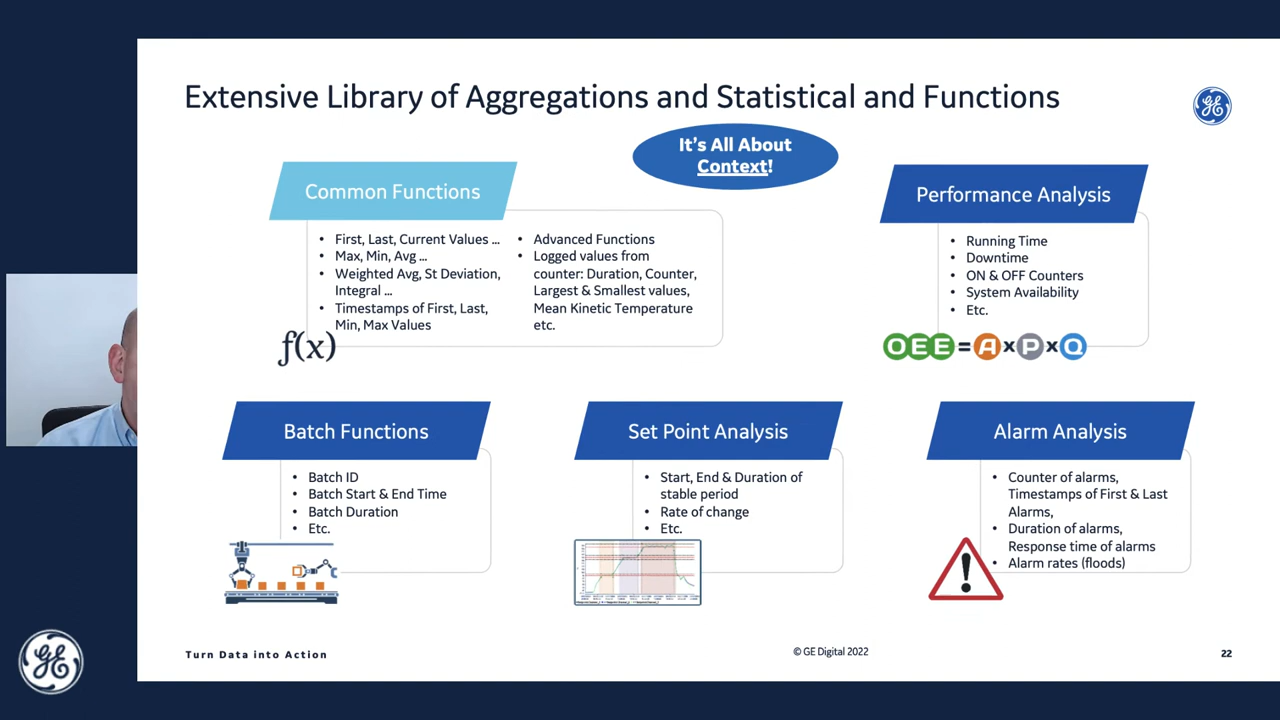 Extensive Library of Aggregations and Statistical and Functions
It's All About
Context!
Common Functions
• First, Last, Current Values ...
• Max, Min, Avg ...
• Weighted Avg, St Deviation,
Integral ...
• Timestamps of First, Last,
Min, Max Values
• Advanced Functions
• Logged values from
counter: Duration, Counter,
Largest & Smallest values,
Mean Kinetic Temperature
etc.
f(x)
Performance Analysis
• Running Time
• Downtime
• ON & OFF Counters
• System Availability
• Etc.
OEE=AxPxQ
Batch Functions
• Batch ID
• Batch Start & End Time
• Batch Duration
• Etc.
Set Point Analysis
• Start, End & Duration of
stable period
• Rate of change
• Etc.
Alarm Analysis
• Counter of alarms,
Timestamps of First & Last
Alarms,
• Duration of alarms,
Response time of alarms
• Alarm rates (floods)
Turn Data into Action
© GE Digital 2022
22
GE
GE